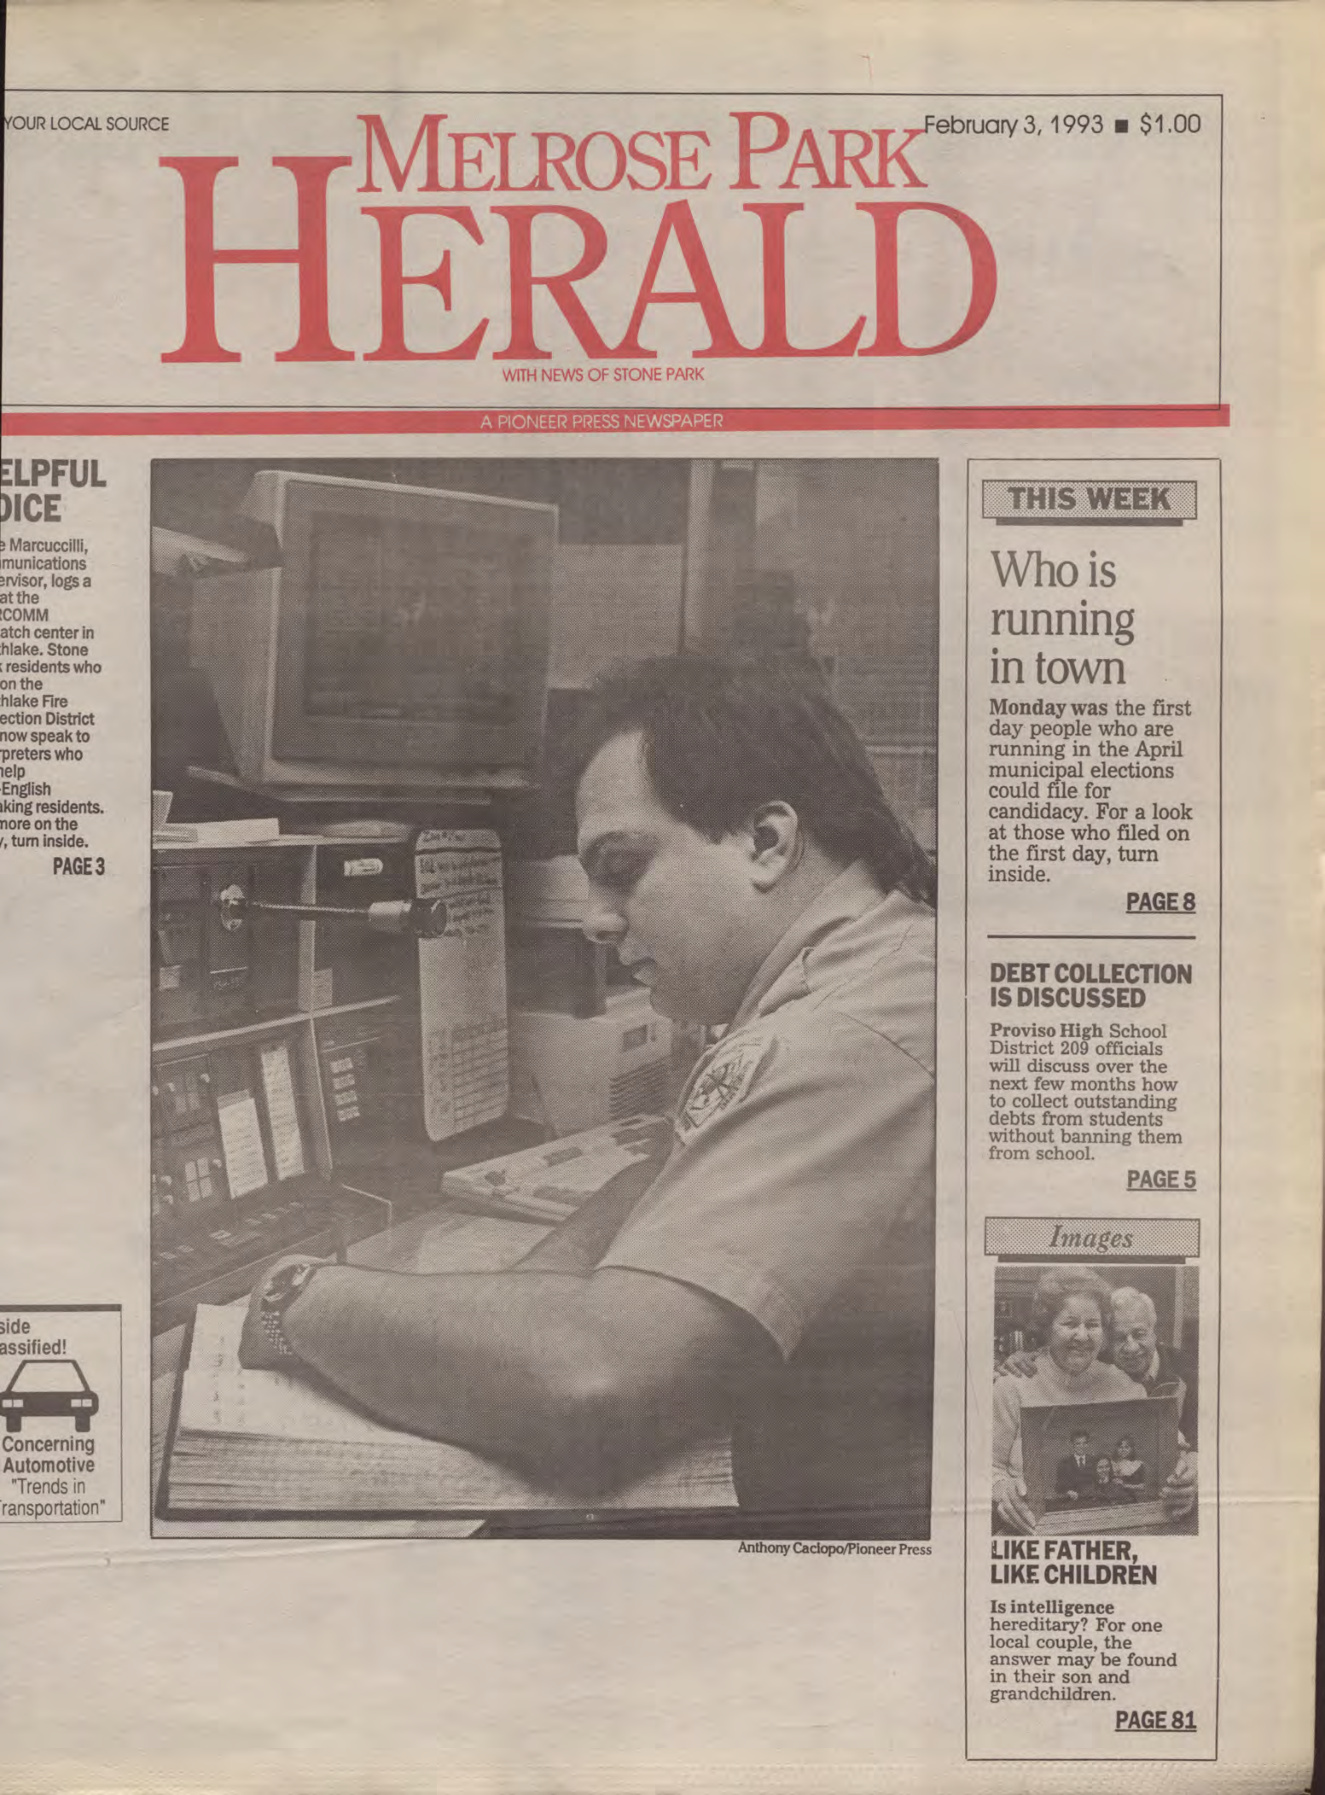 YOUR LOCAL SOURCE
February 3, 1993 ■ $1.00
MELROSE PARK
HERALD
WITH NEWS OF STONE PARK
A PIONEER PRESS NEWSPAPER
ELPFUL
OICE
e Marcuccilli,
mmunications
ervisor, logs a
at the
RCOMM
atch center in
thlake. Stone
k residents who
on the
thlake Fire
ection District
now speak to
rpreters who
help
-English
aking residents.
more on the
y, turn inside.
PAGE 3
side
assified!
Concerning
Automotive
"Trends in
Transportation"
Anthony Caciopo/Pioneer Press
THIS WEEK
Who is
running
in town
Monday was the first
day people who are
running in the April
municipal elections
could file for
candidacy. For a look
at those who filed on
the first day, turn
inside.
PAGE 8
DEBT COLLECTION
IS DISCUSSED
Proviso High School
District 209 officials
will discuss over the
next few months how
to collect outstanding
debts from students
without banning them
from school.
PAGE 5
Images
LIKE FATHER,
LIKE CHILDREN
Is intelligence
hereditary? For one
local couple, the
answer may be found
in their son and
grandchildren.
PAGE 81